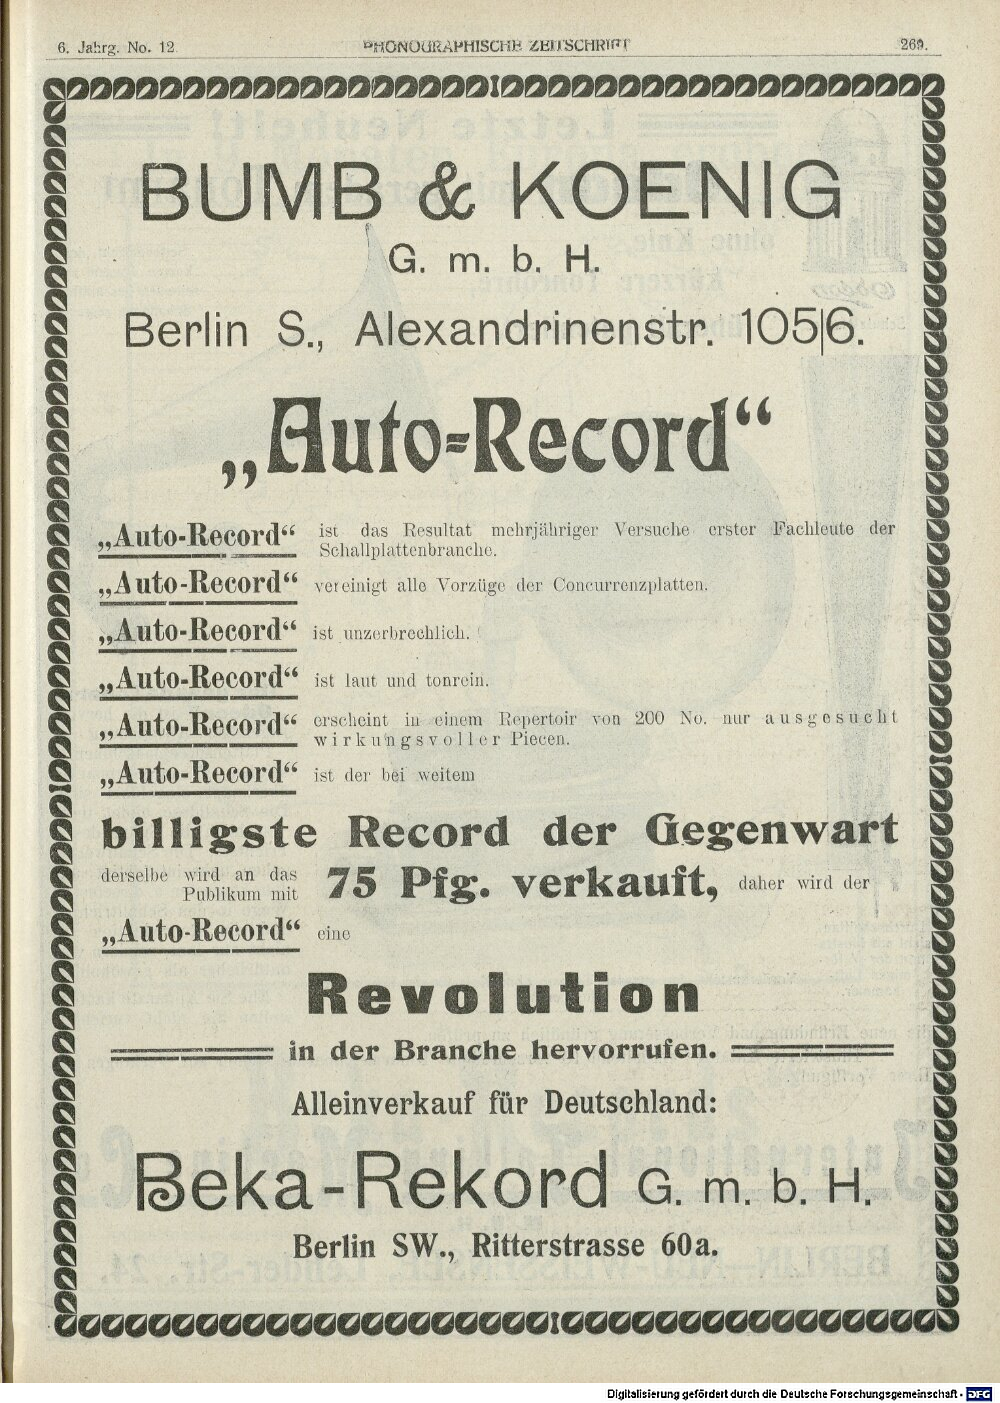 6. Jahrg. No. 12
PHONOGRAPHISCHE ZEITSCHRIFT
269.
BUMB & KOENIG
G. m. b. H.
Berlin S., Alexandrinenstr. 105|6.
„Auto=Record“
„Auto-Record“ ist das Resultat mehrjähriger Versuche erster Fachleute der
Schallplattenbranche.
„Auto-Record“ vereinigt alle Vorzüge der Concurrenzplatten.
„Auto-Record“ ist unzerbrechlich.
„Auto-Record“ ist laut und tonrein.
„Auto-Record“ erscheint in einem Repertoir von 200 No. nur ausgesucht
wirkungsvoller Piecen.
„Auto-Record“ ist der bei weitem
billigste Record der Gegenwart
derselbe wird an das
Publikum mit
75 Pfg. verkauft, daher wird der
„Auto-Record“ eine
Revolution
in der Branche hervorrufen.
Alleinverkauf für Deutschland:
Beka-Rekord G. m. b. H.
Berlin SW., Ritterstrasse 60a.
Digitalisierung gefördert durch die Deutsche Forschungsgemeinschaft - DFG